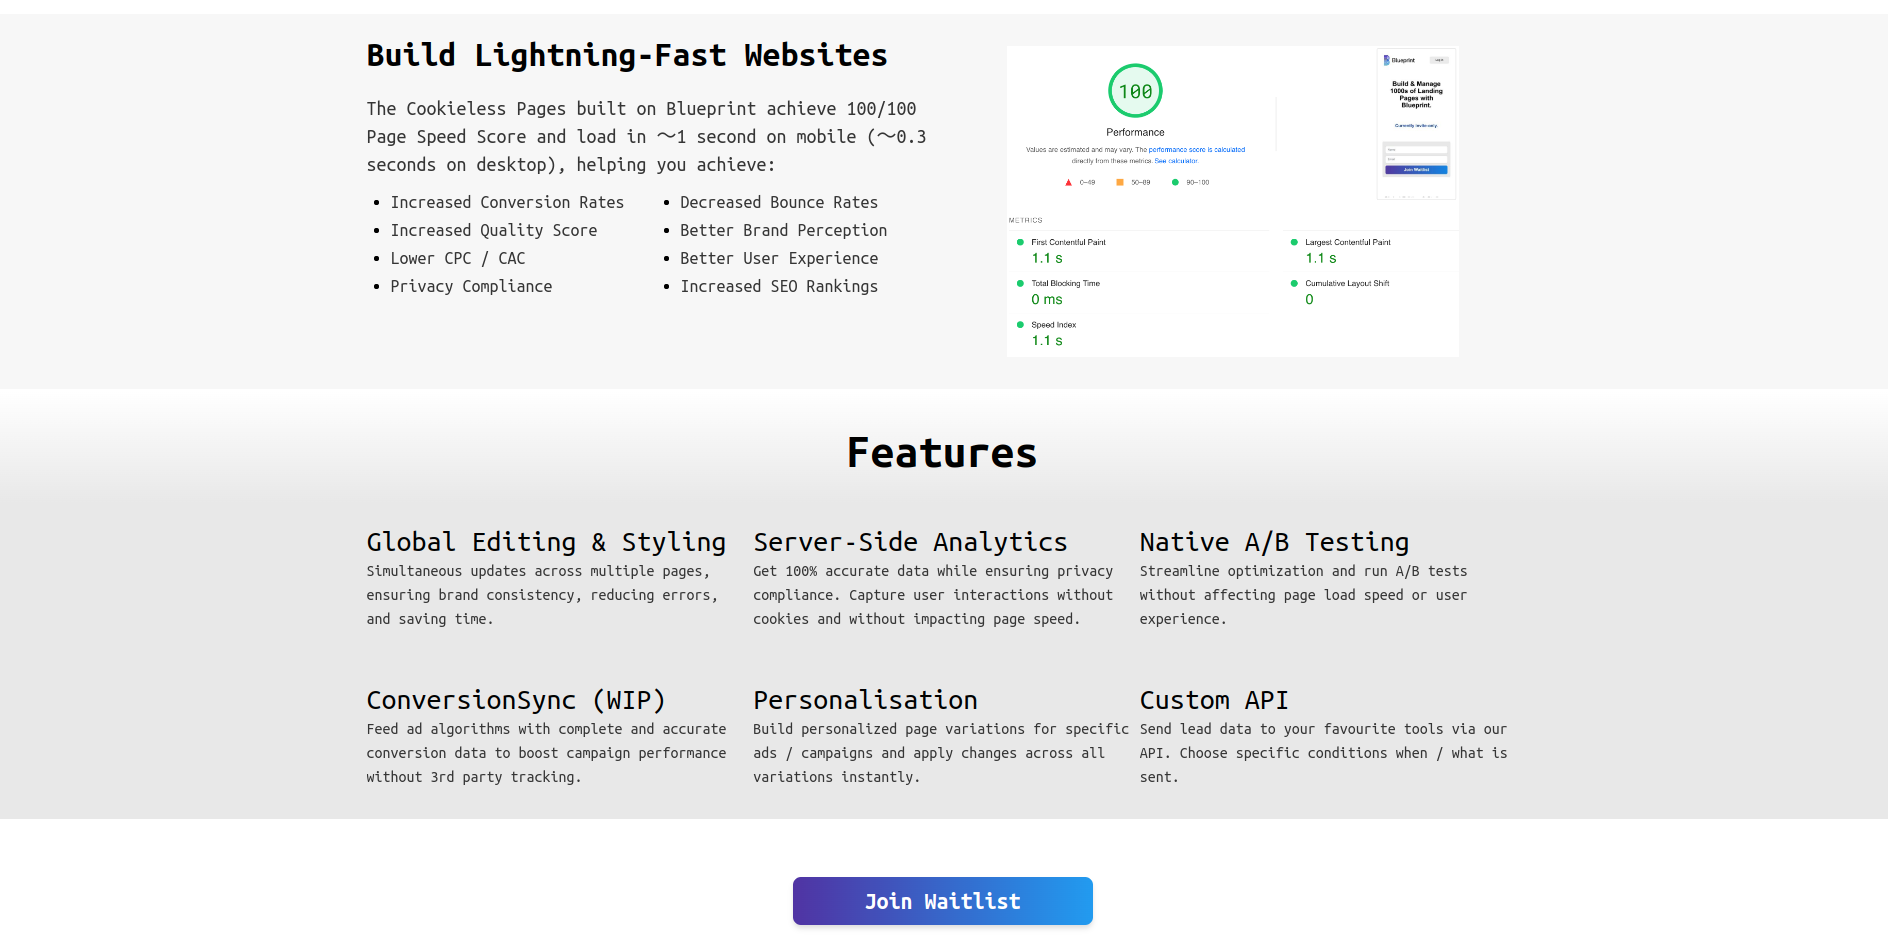 Build Lightning-Fast Websites
The Cookieless Pages built on Blueprint achieve 100/100
Page Speed Score and load in ~1 second on mobile (~0.3
seconds on desktop), helping you achieve:
Increased Conversion Rates
Increased Quality Score
Lower CPC / CAC
Privacy Compliance
Decreased Bounce Rates
Better Brand Perception
Better User Experience
Increased SEO Rankings
100
Performance
Values are estimated and may vary. The performance score is calculated
directly from these metrics. See calculator.
0–49
50–89
90–100
Blueprint
Build & Manage
1000s of Landing
Pages with
Blueprint.
Currently invite only.
Join Waitlist
METRICS
First Contentful Paint
1.1 s
Largest Contentful Paint
1.1 s
Total Blocking Time
0 ms
Cumulative Layout Shift
0
Speed Index
1.1 s
Features
Global Editing & Styling
Simultaneous updates across multiple pages,
ensuring brand consistency, reducing errors,
and saving time.
Server-Side Analytics
Get 100% accurate data while ensuring privacy
compliance. Capture user interactions without
cookies and without impacting page speed.
Native A/B Testing
Streamline optimization and run A/B tests
without affecting page load speed or user
experience.
ConversionSync (WIP)
Feed ad algorithms with complete and accurate
conversion data to boost campaign performance
without 3rd party tracking.
Personalisation
Build personalized page variations for specific
ads / campaigns and apply changes across all
variations instantly.
Custom API
Send lead data to your favourite tools via our
API. Choose specific conditions when / what is
sent.
Join Waitlist